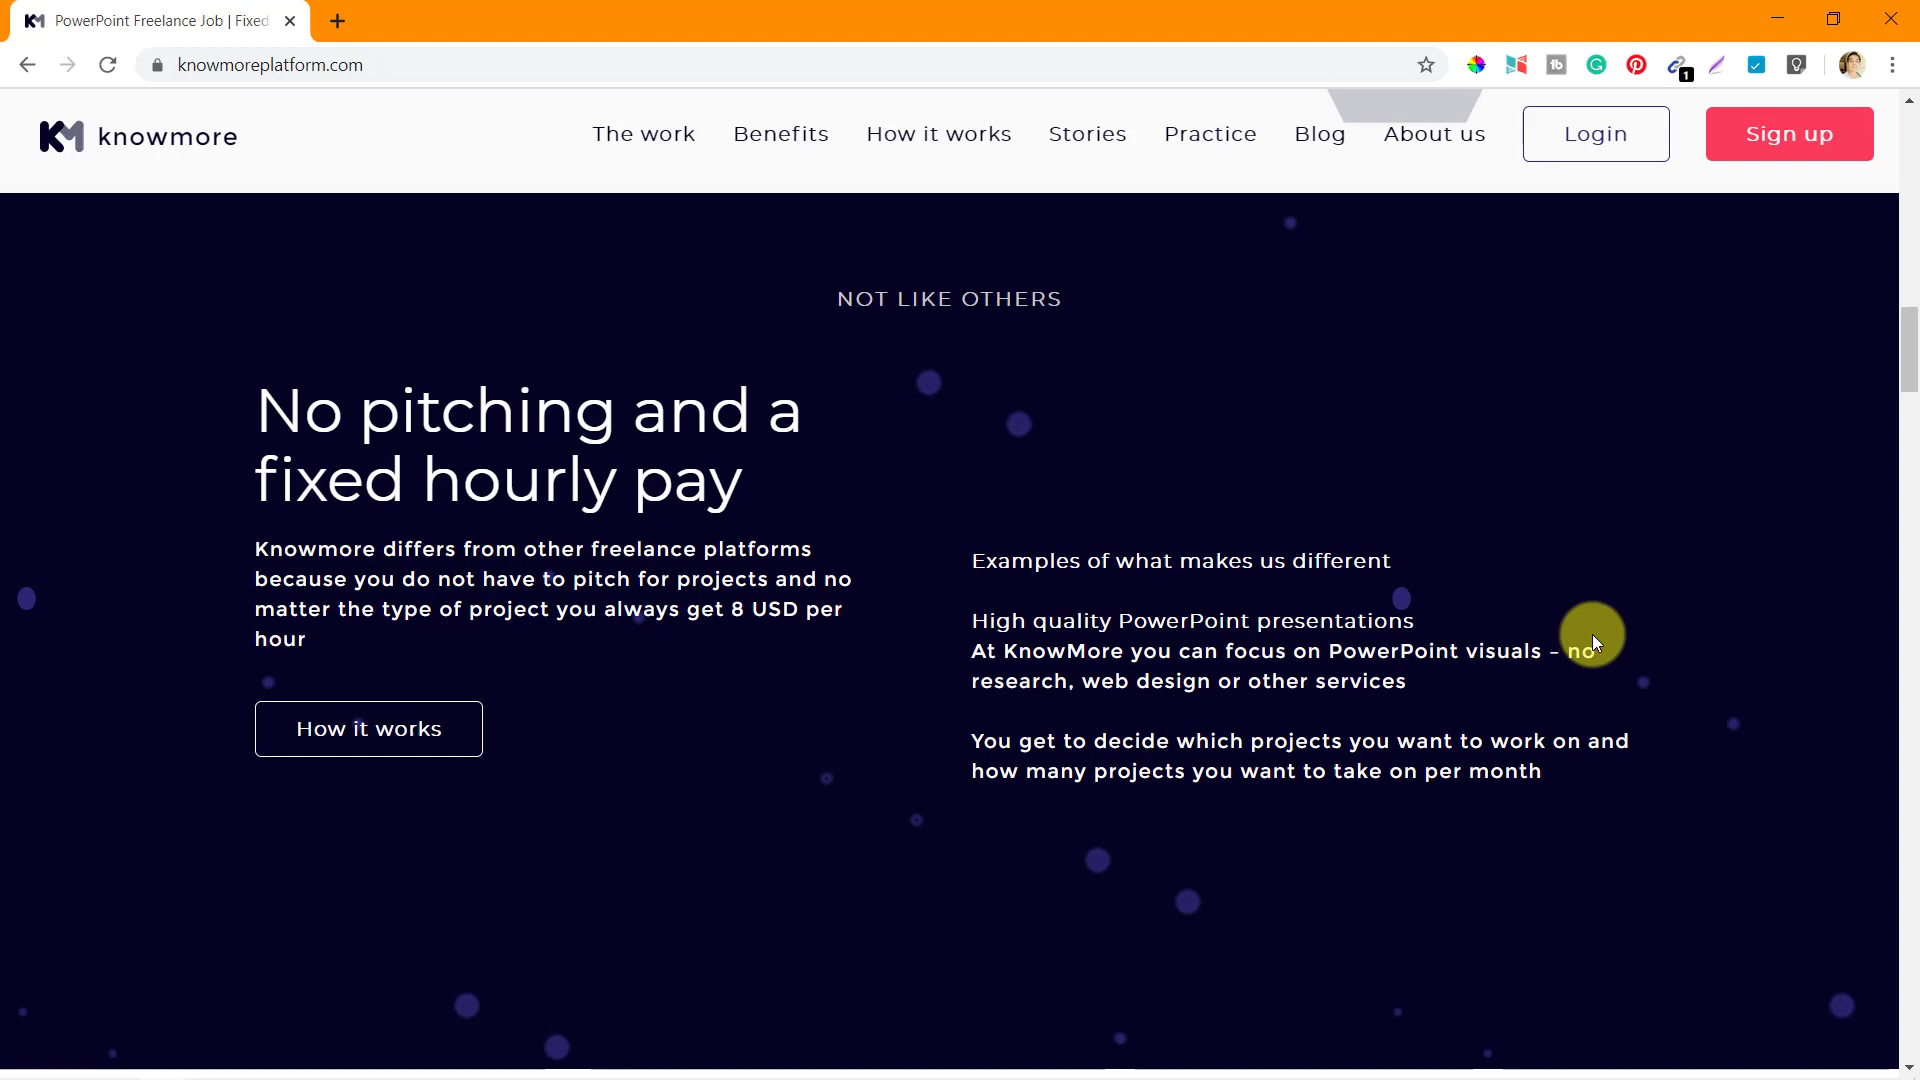 PowerPoint Freelance Job | Fixed
knowmoreplatform.com
1
KM knowmore
The work Benefits How it works Stories Practice Blog About us Login Sign up
NOT LIKE OTHERS
No pitching and a
fixed hourly pay
Knowmore differs from other freelance platforms
because you do not have to pitch for projects and no
matter the type of project you always get 8 USD per
hour
How it works
Examples of what makes us different
High quality PowerPoint presentations
At KnowMore you can focus on PowerPoint visuals – no
research, web design or other services
You get to decide which projects you want to work on and
how many projects you want to take on per month